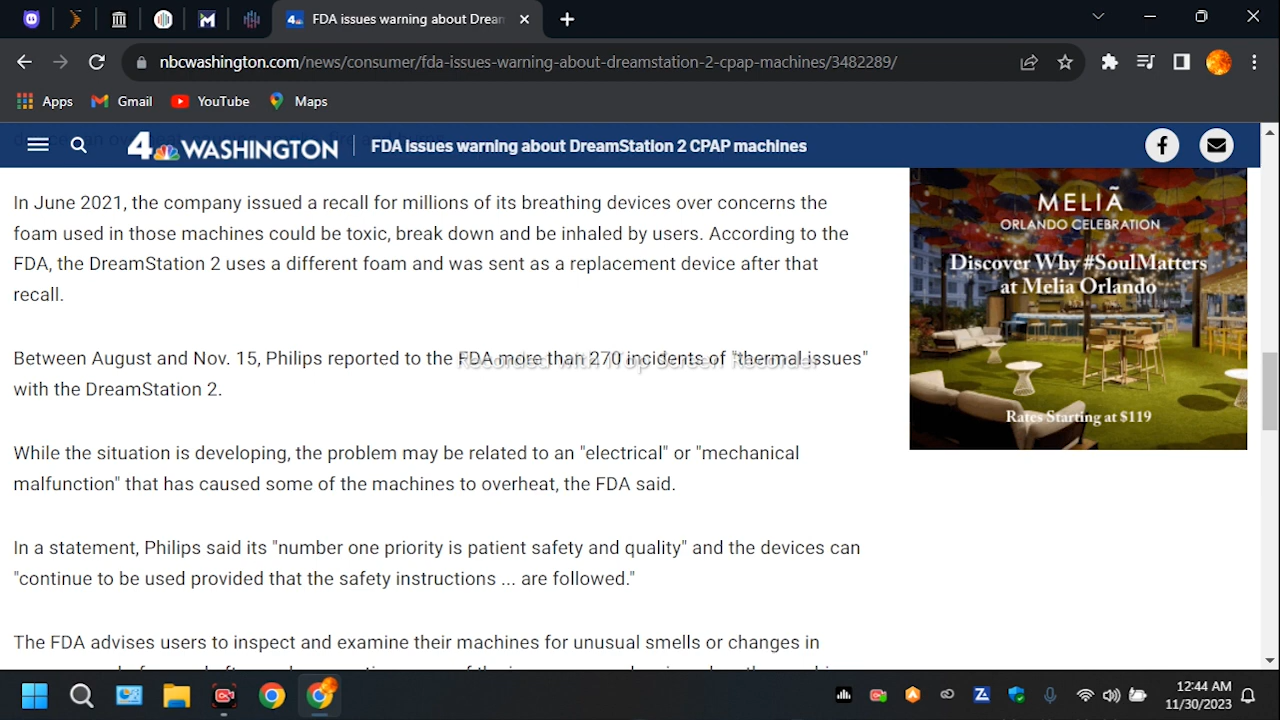 FDA issues warning about Drear
nbcwashington.com/news/consumer/fda-issues-warning-about-dreamstation-2-cpap-machines/3482289/
Apps Gmail YouTube Maps
4 WASHINGTON FDA issues warning about DreamStation 2 CPAP machines
In June 2021, the company issued a recall for millions of its breathing devices over concerns the
foam used in those machines could be toxic, break down and be inhaled by users. According to the
FDA, the DreamStation 2 uses a different foam and was sent as a replacement device after that
recall.
Between August and Nov. 15, Philips reported to the FDA more than 270 incidents of "thermal issues"
with the DreamStation 2.
Recorded with iTop Screen Recorder
While the situation is developing, the problem may be related to an "electrical" or "mechanical
malfunction" that has caused some of the machines to overheat, the FDA said.
In a statement, Philips said its "number one priority is patient safety and quality" and the devices can
"continue to be used provided that the safety instructions ... are followed."
The FDA advises users to inspect and examine their machines for unusual smells or changes in
MELIÃ
ORLANDO CELEBRATION
Discover Why #SoulMatters
at Melia Orlando
Rates Starting at $119
12:44 AM
11/30/2023